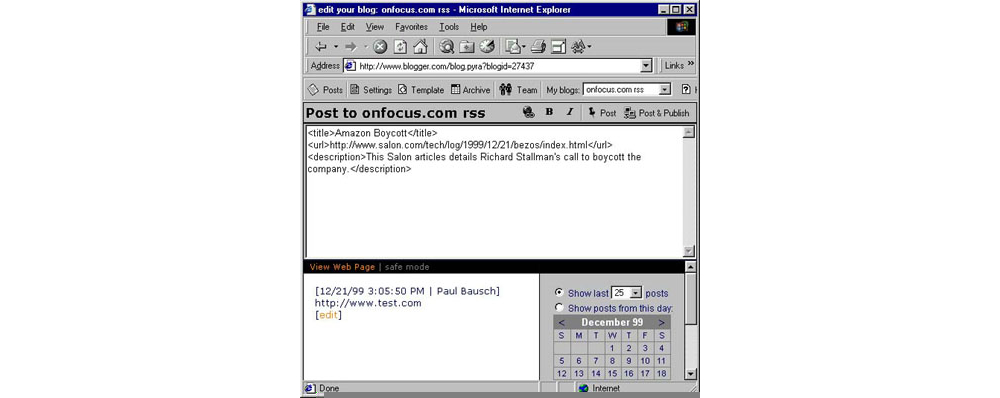 edit your blog: onfocus.com rss - Microsoft Internet Explorer
File Edit View Favorites Tools Help
Address http://www.blogger.com/blog.pyra?blogid=27437 Links »
Posts Settings Template Archive Team My blogs: onfocus.com rss
Post to onfocus.com rss B I Post Post & Publish
<title>Amazon Boycott</title>
<url>http://www.salon.com/tech/log/1999/12/21/bezos/index.html</url>
<description>This Salon articles details Richard Stallman's call to boycott the
company.</description>
View Web Page | safe mode
[12/21/99 3:05:50 PM | Paul Bausch]
http://www.test.com
[edit]
Show last 25 posts
Show posts from this day:
< December 99 >
S M T W T F S
1 2 3 4
5 6 7 8 9 10 11
12 13 14 15 16 17 18
Done Internet